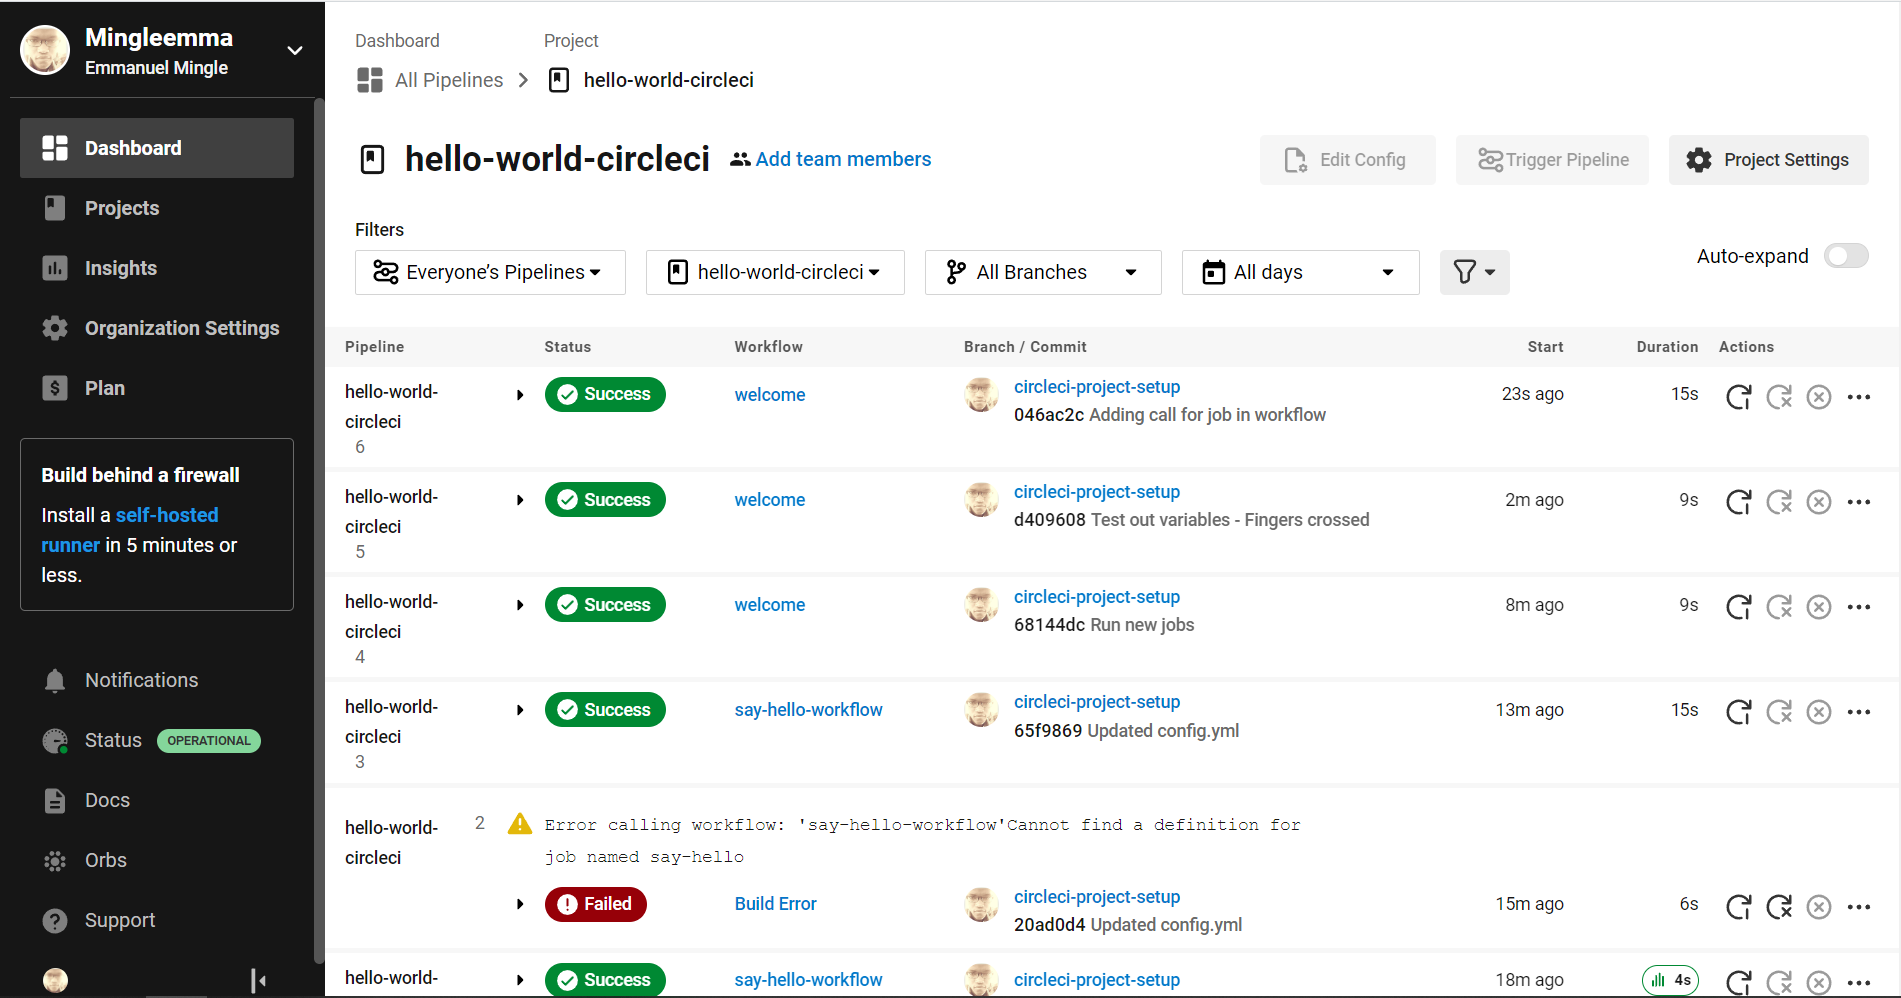 Mingleemma
Emmanuel Mingle
Dashboard
Projects
Insights
Organization Settings
Plan
Build behind a firewall
Install a self-hosted
runner in 5 minutes or
less.
Notifications
Status OPERATIONAL
Docs
Orbs
Support
Dashboard Project
All Pipelines hello-world-circleci
hello-world-circleci Add team members
Edit Config Trigger Pipeline Project Settings
Filters
Everyone’s Pipelines hello-world-circleci All Branches All days
Auto-expand
Pipeline Status Workflow Branch / Commit Start Duration Actions
hello-world-
circleci
6
Success welcome circleci-project-setup 23s ago 15s
046ac2c Adding call for job in workflow
hello-world-
circleci
5
Success welcome circleci-project-setup 2m ago 9s
d409608 Test out variables - Fingers crossed
hello-world-
circleci
4
Success welcome circleci-project-setup 8m ago 9s
68144dc Run new jobs
hello-world-
circleci
3
Success say-hello-workflow circleci-project-setup 13m ago 15s
65f9869 Updated config.yml
hello-world-
circleci
2
Error calling workflow: 'say-hello-workflow'Cannot find a definition for
job named say-hello
Failed Build Error circleci-project-setup 15m ago 6s
20ad0d4 Updated config.yml
hello-world-
Success say-hello-workflow circleci-project-setup 18m ago 4s